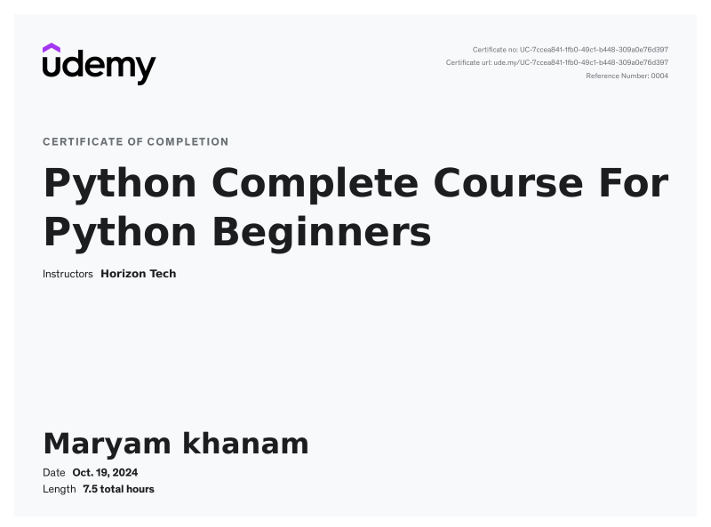 udemy
Certificate no: UC-7ccea841-1fb0-49c1-b448-309a0e76d397
Certificate url: ude.my/UC-7ccea841-1fb0-49c1-b448-309a0e76d397
Reference Number: 0004
CERTIFICATE OF COMPLETION
Python Complete Course For
Python Beginners
Instructors Horizon Tech
Maryam khanam
Date Oct. 19, 2024
Length 7.5 total hours